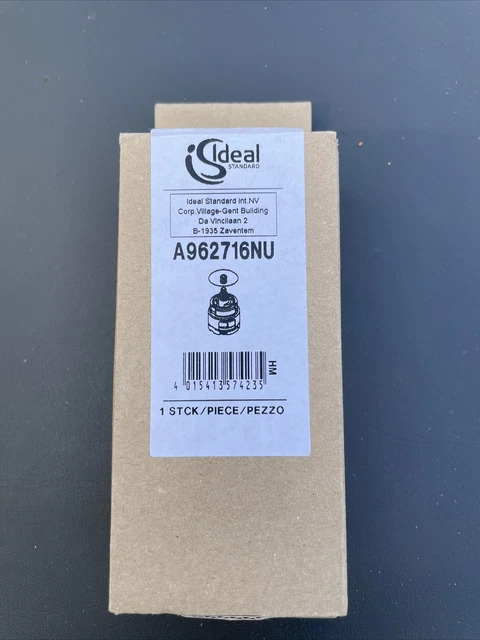 Ideal
STANDARD
Ideal Standard Int.NV
Corp.Village-Gent Building
Da Vincilaan 2
B-1935 Zaventem
A962716NU
HM
4 015413 574235
1 STCK/PIECE/PEZZO